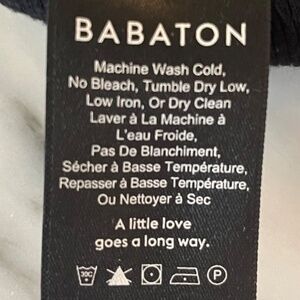 BABATON
Machine Wash Cold,
No Bleach, Tumble Dry Low,
Low Iron, Or Dry Clean
Laver à La Machine à
L'eau Froide,
Pas De Blanchiment,
Sécher à Basse Température,
Repasser à Basse Température,
Ou Nettoyer à Sec
A little love
goes a long way.
30C P